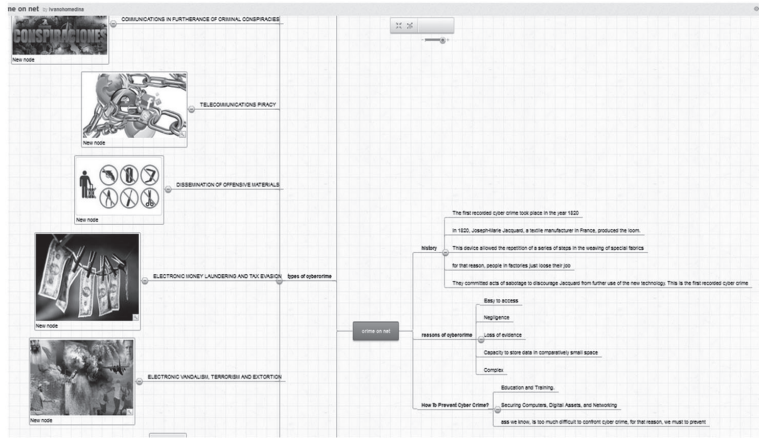 me on net by ivanohomedna
COMMUNICATIONS IN FURTHERANCE OF CRIMINAL CONSPIRACIES
CONSPIRACIONES
New node
TELECOMMUNICATIONS PIRACY
New node
DISSEMINATION OF OFFENSIVE MATERIALS
New node
ELECTRONIC MONEY LAUNDERING AND TAX EVASION
types of cybercrime
New node
ELECTRONIC VANDALISM, TERRORISM AND EXTORTION
New node
crime on net
history
The first recorded cyber crime took place in the year 1820
In 1820, Joseph-Marie Jacquard, a textile manufacturer in France, produced the loom.
This device allowed the repetition of a series of steps in the weaving of special fabrics
for that reason, people in factories just loose their job
They committed acts of sabotage to discourage Jacquard from further use of the new technology. This is the first recorded cyber crime
reasons of cybercrime
Easy to access
Negligence
Loss of evidence
Capacity to store data in comparatively small space
Complex
How To Prevent Cyber Crime?
Education and Training.
Securing Computers, Digital Assets, and Networking
ass we know, is too much difficult to confront cyber crime, for that reason, we must to prevent